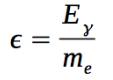 ϵ = E_γ / m_e